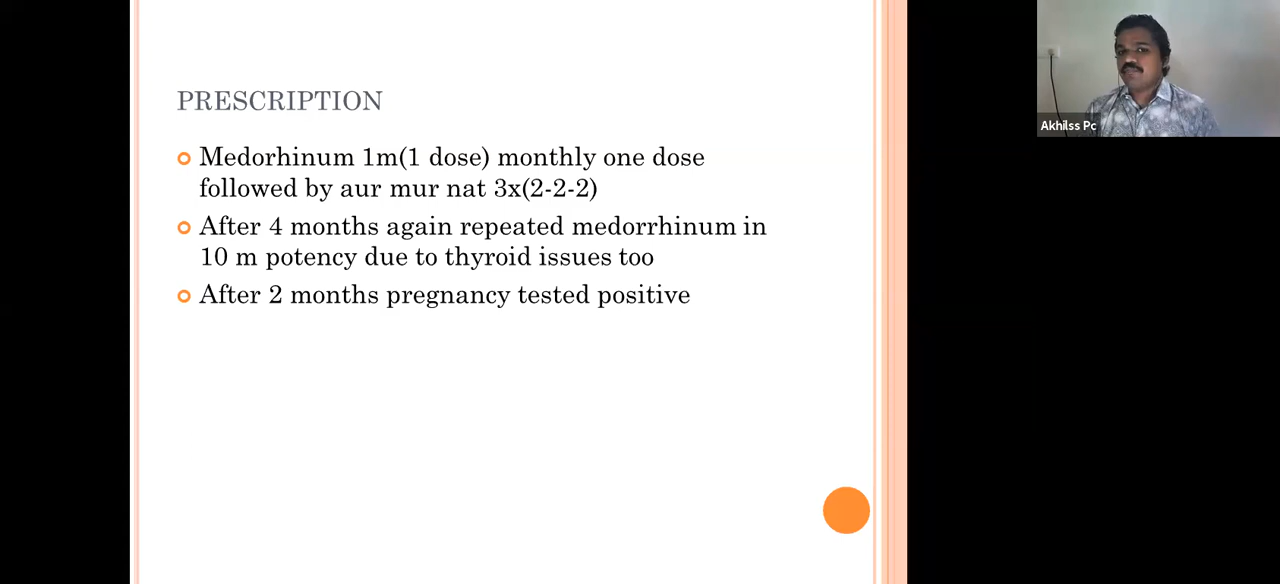 PRESCRIPTION
Medorhinum 1m(1 dose) monthly one dose
followed by aur mur nat 3x(2-2-2)
After 4 months again repeated medorrhinum in
10 m potency due to thyroid issues too
After 2 months pregnancy tested positive
Akhilss Pc